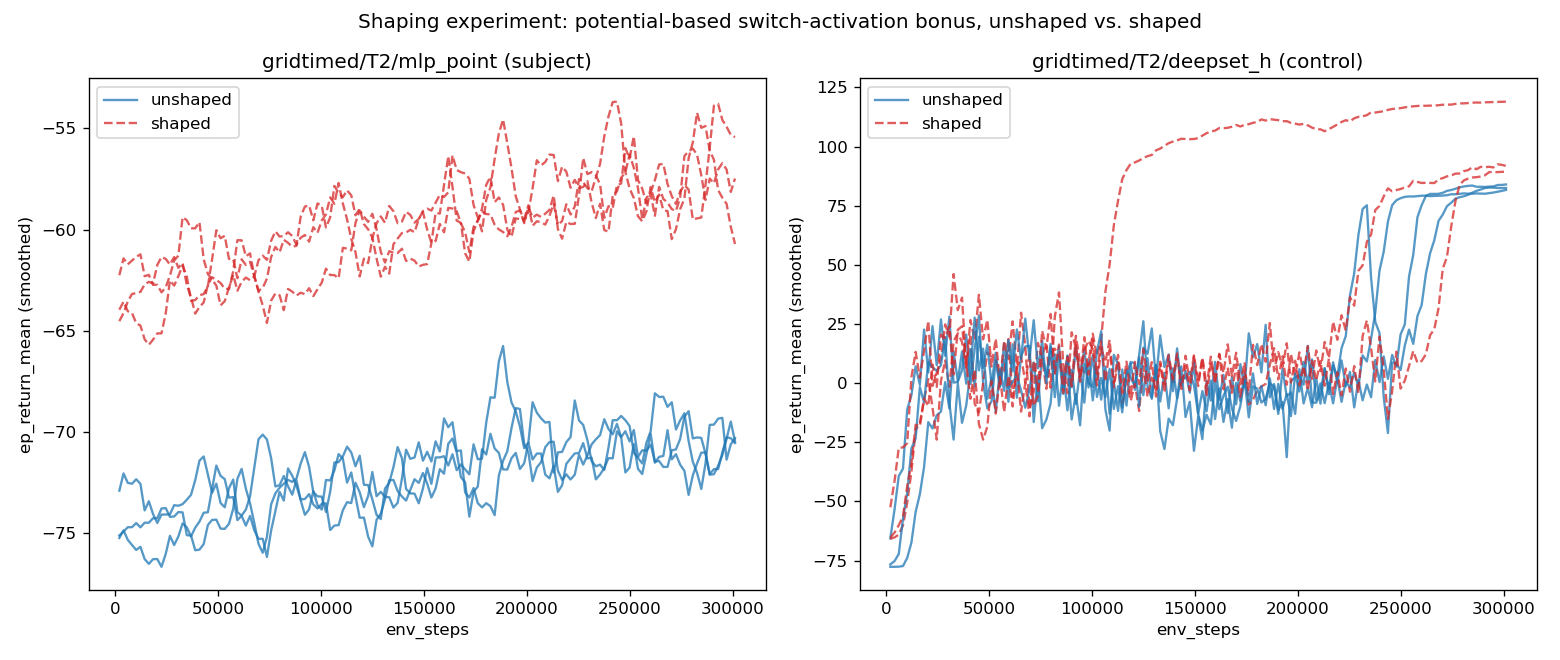 Shaping experiment: potential-based switch-activation bonus, unshaped vs. shaped
gridtimed/T2/mlp_point (subject)
unshaped
shaped
ep_return_mean (smoothed)
−55
−60
−65
−70
−75
0
50000
100000
150000
200000
250000
300000
env_steps
gridtimed/T2/deepset_h (control)
unshaped
shaped
ep_return_mean (smoothed)
125
100
75
50
25
0
−25
−50
−75
0
50000
100000
150000
200000
250000
300000
env_steps